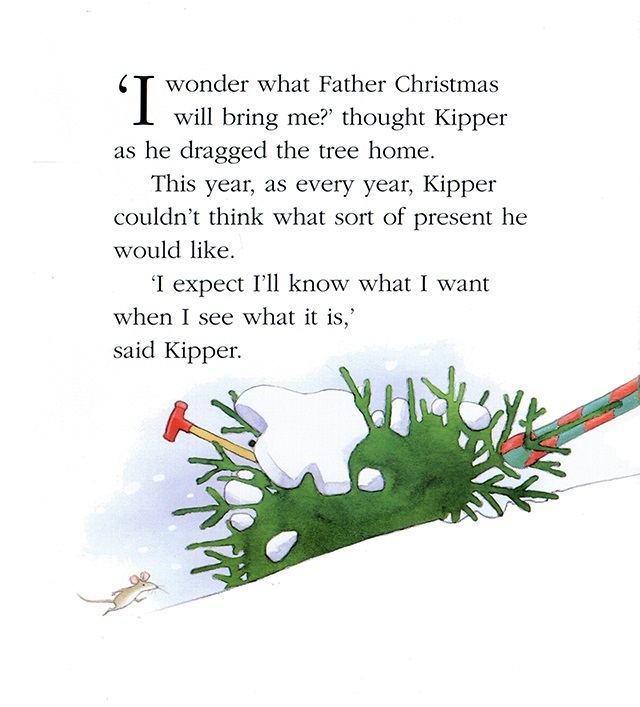 ‘I wonder what Father Christmas
will bring me?’ thought Kipper
as he dragged the tree home.
This year, as every year, Kipper
couldn’t think what sort of present he
would like.
‘I expect I’ll know what I want
when I see what it is,’
said Kipper.